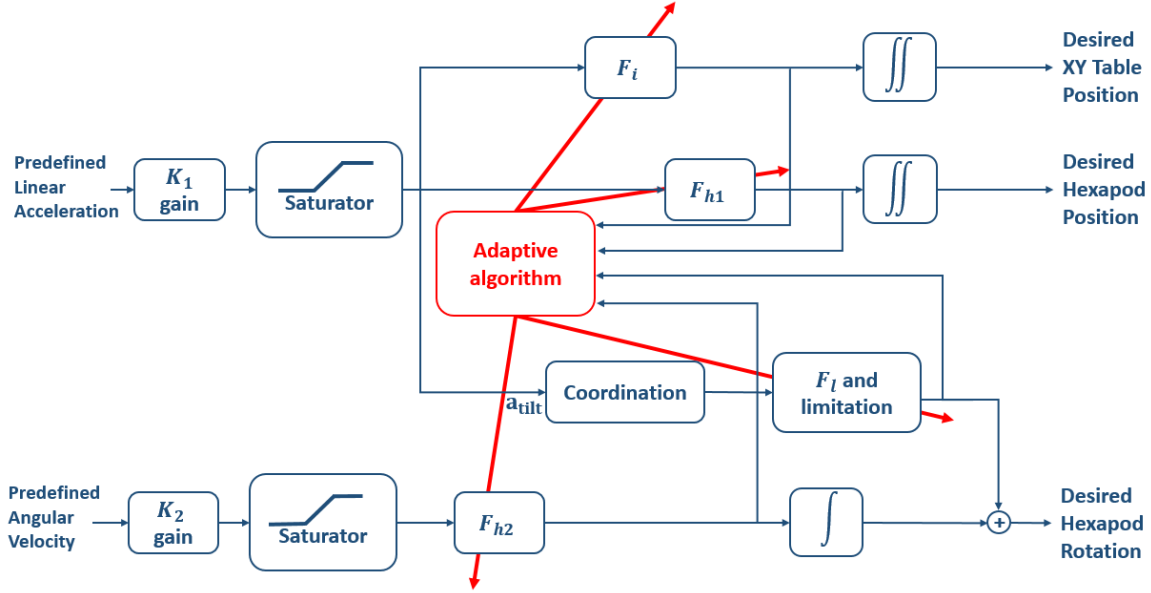 F_i
∬
Desired
XY Table
Position
Predefined
Linear
Acceleration
K_1
gain
Saturator
F_h1
∬
Desired
Hexapod
Position
Adaptive
algorithm
a_tilt
Coordination
F_l and
limitation
Predefined
Angular
Velocity
K_2
gain
Saturator
F_h2
∫
+
Desired
Hexapod
Rotation